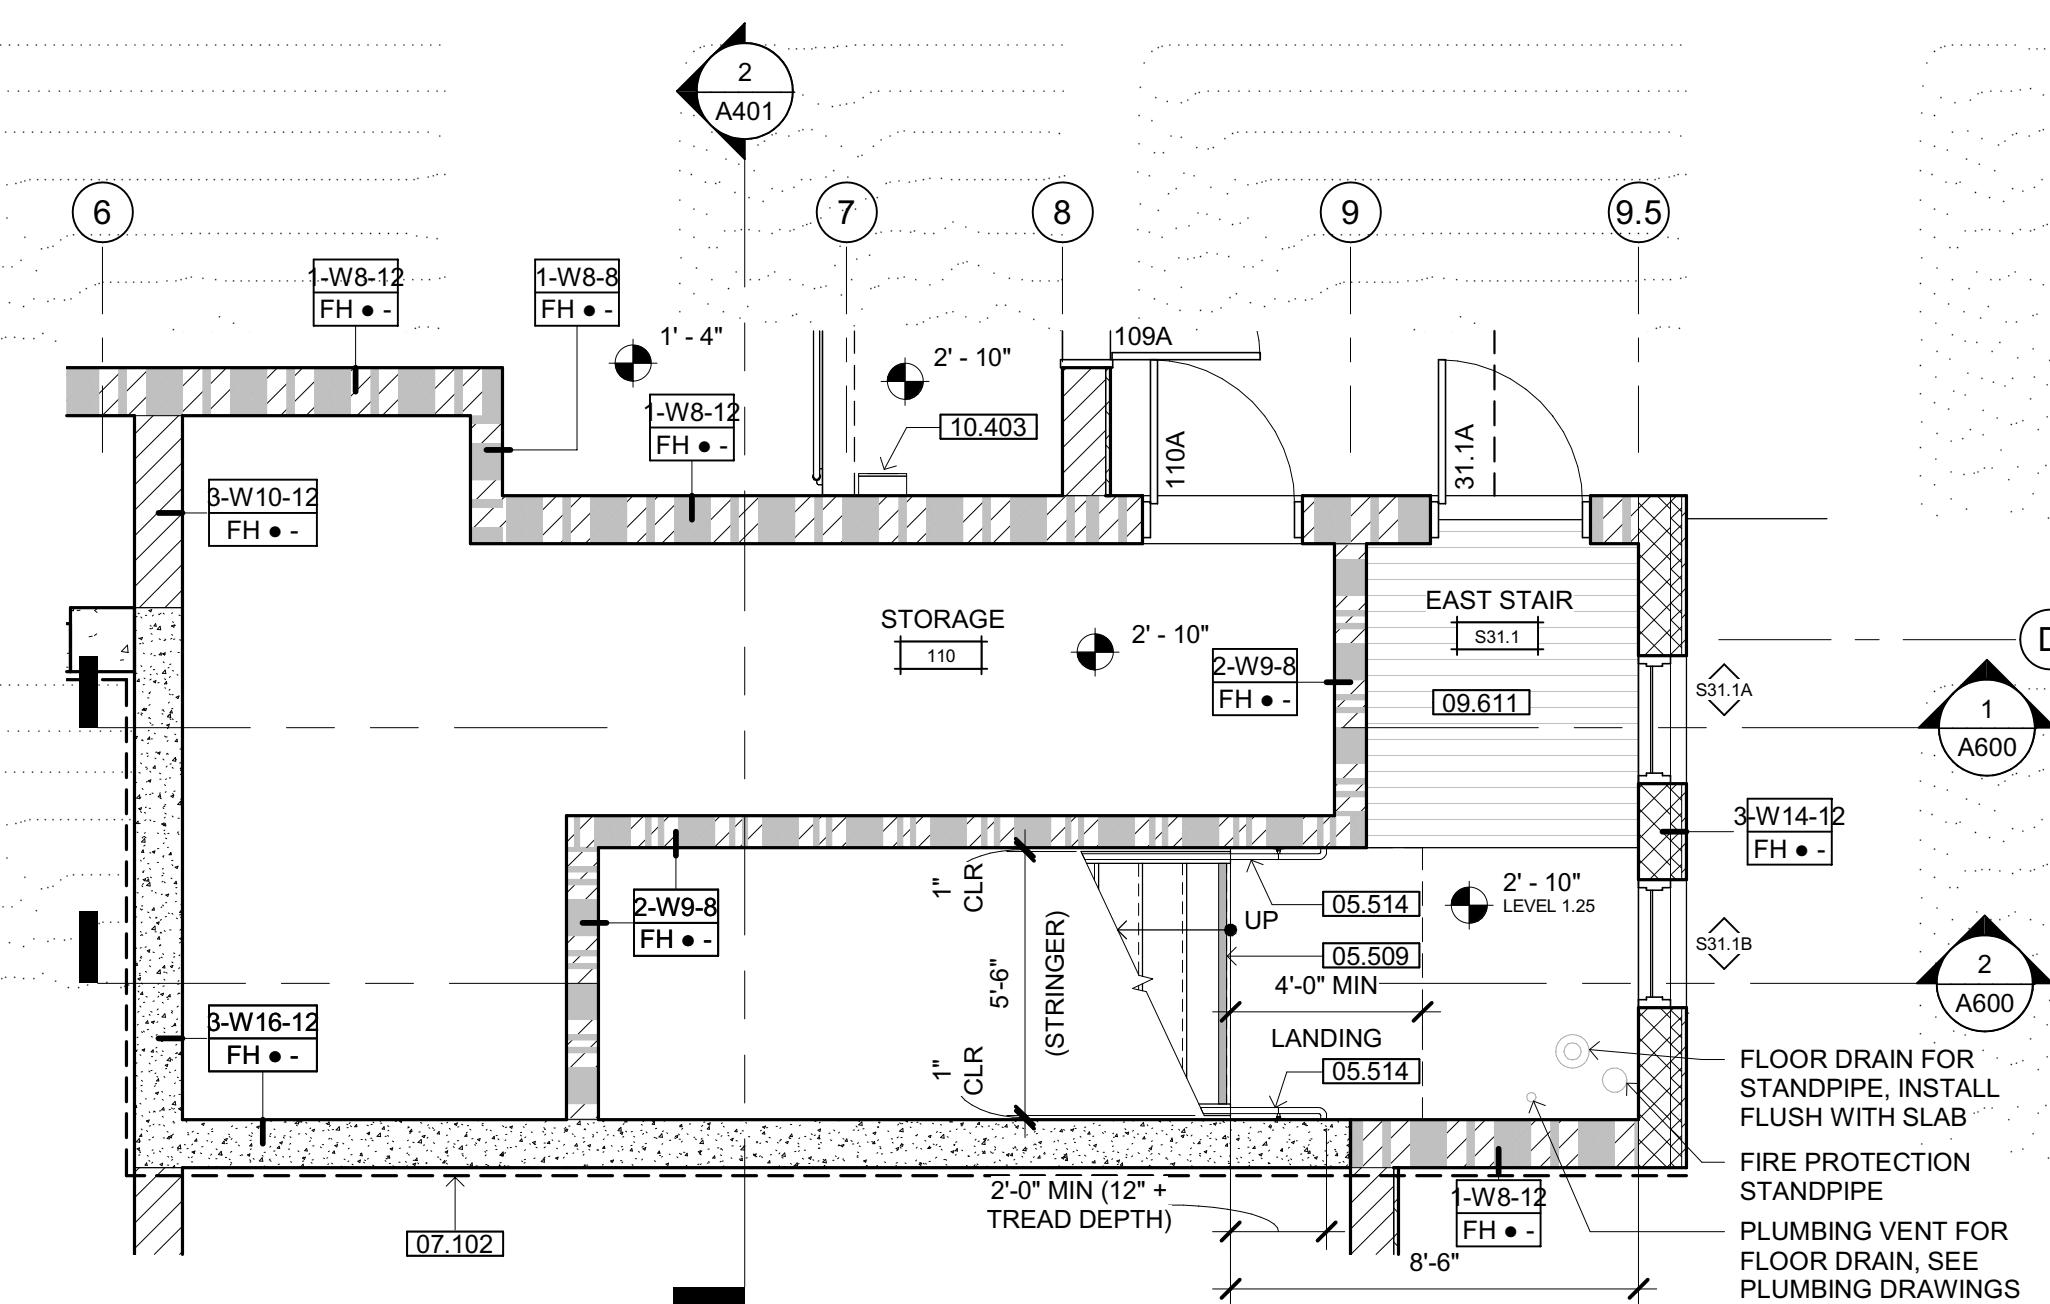 2
A401
6
7
8
9
9.5
1-W8-12
FH ● -
1-W8-8
FH ● -
1' - 4"
2' - 10"
109A
1-W8-12
FH ● -
10.403
110A
31.1A
3-W10-12
FH ● -
STORAGE
110
2' - 10"
EAST STAIR
S31.1
2-W9-8
FH ● -
09.611
S31.1A
1
A600
3-W14-12
FH ● -
1"
CLR
2-W9-8
FH ● -
5'-6"
(STRINGER)
UP
05.514
2' - 10"
LEVEL 1.25
05.509
4'-0" MIN
S31.1B
2
A600
3-W16-12
FH ● -
1"
CLR
LANDING
05.514
FLOOR DRAIN FOR
STANDPIPE, INSTALL
FLUSH WITH SLAB
FIRE PROTECTION
STANDPIPE
2'-0" MIN (12" +
TREAD DEPTH)
1-W8-12
FH ● -
PLUMBING VENT FOR
FLOOR DRAIN, SEE
PLUMBING DRAWINGS
07.102
8'-6"